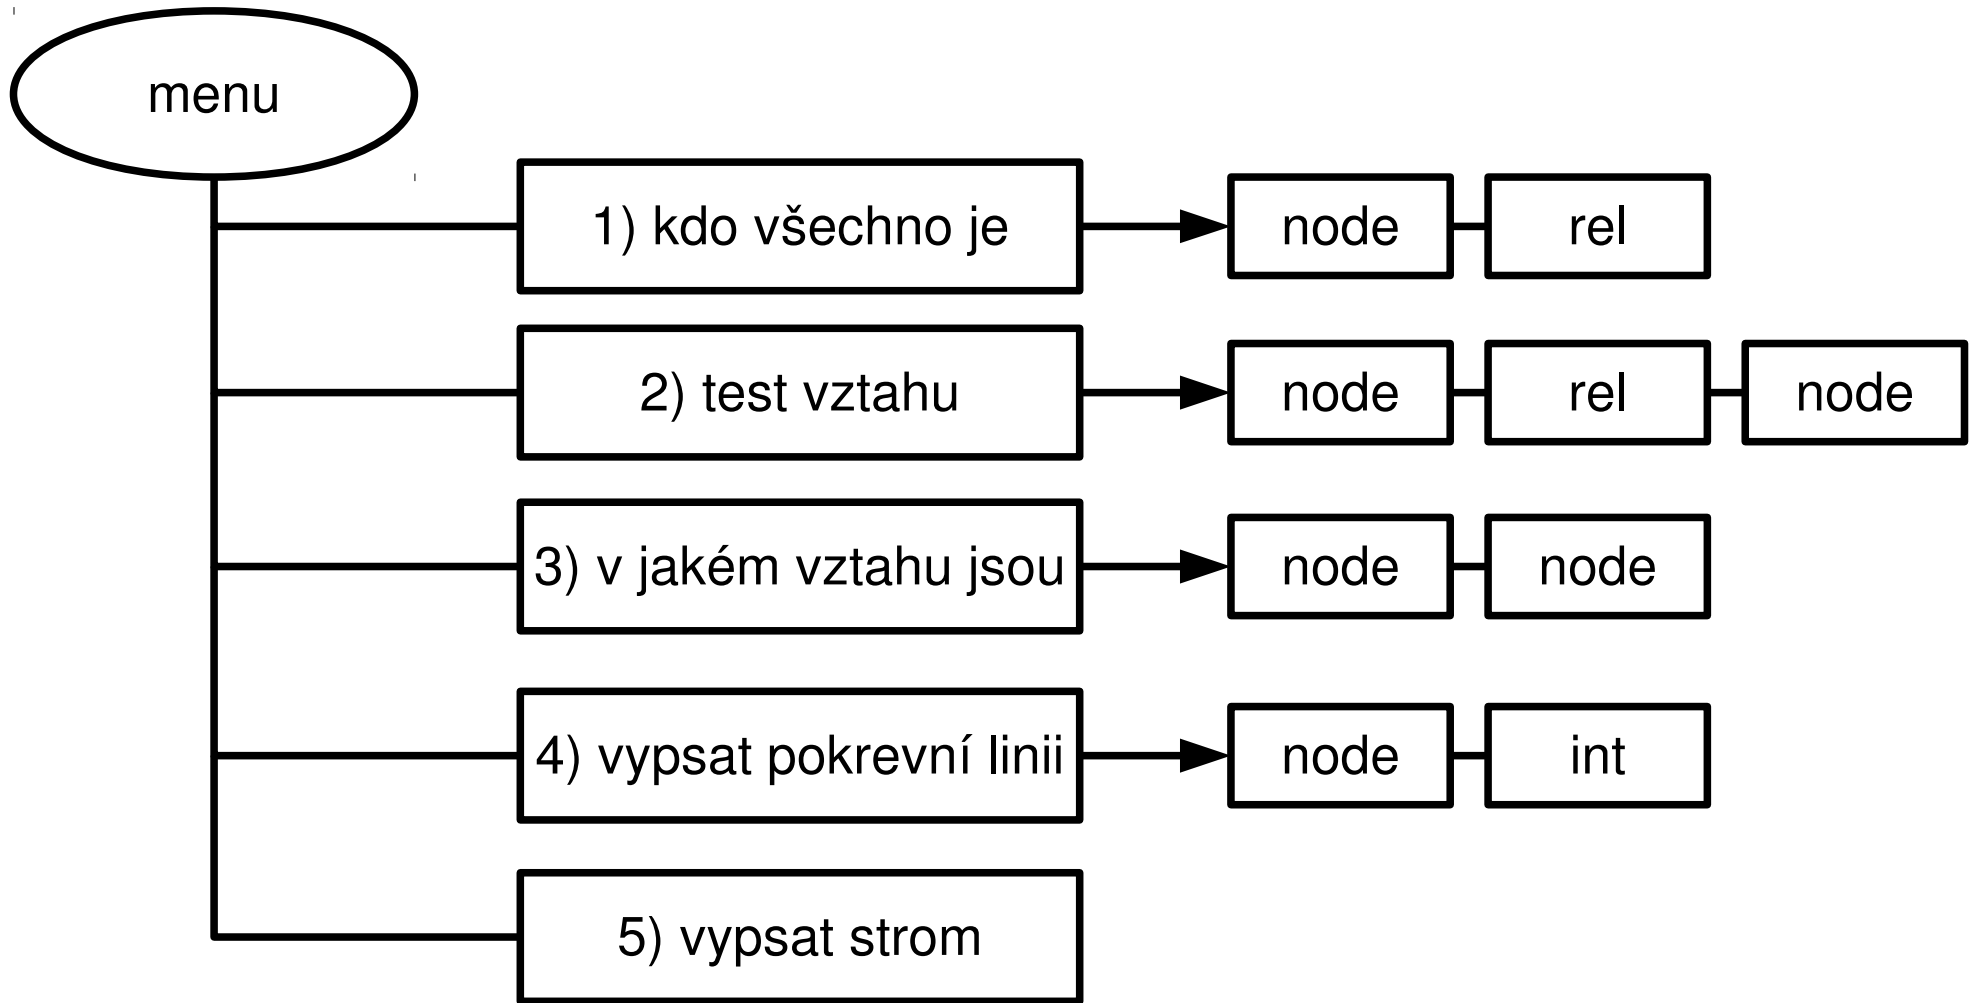 menu
1) kdo všechno je
node
rel
2) test vztahu
node
rel
node
3) v jakém vztahu jsou
node
node
4) vypsat pokrevní linii
node
int
5) vypsat strom